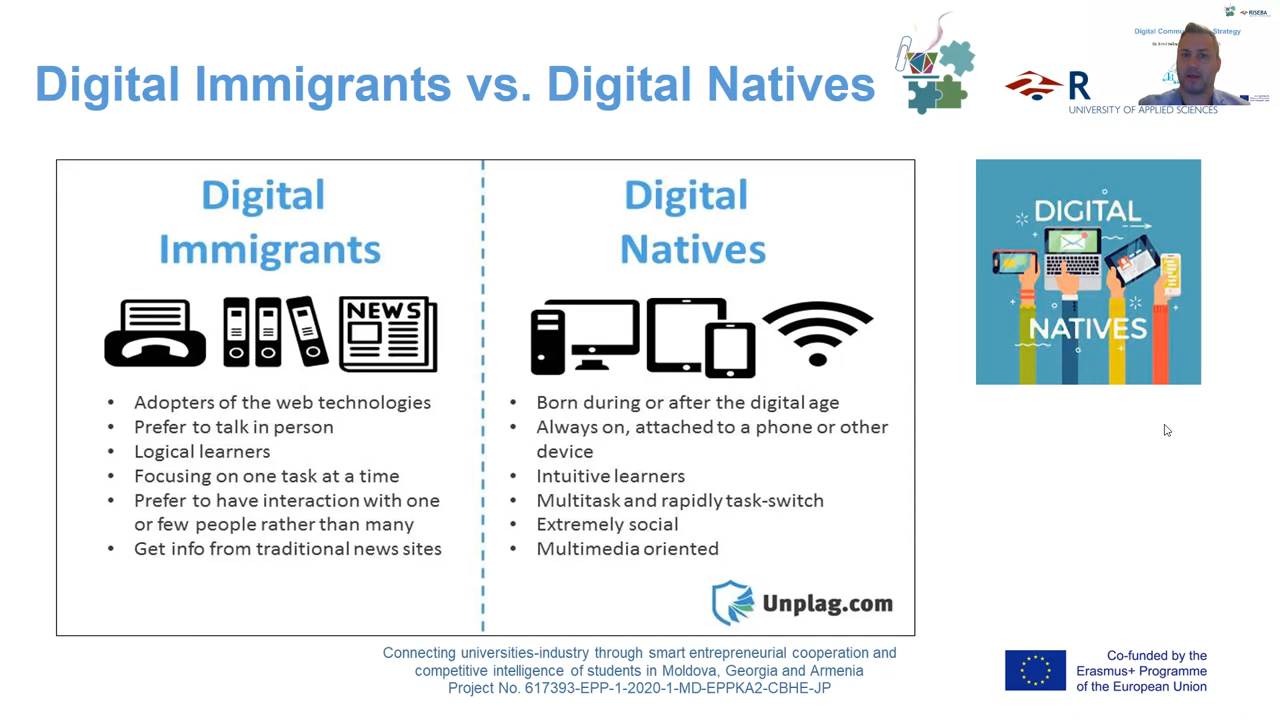 Digital Immigrants vs. Digital Natives
RISEBA
R
UNIVERSITY OF APPLIED SCIENCES
Digital
Strategy
Digital
Immigrants
NEWS
Adopters of the web technologies
Prefer to talk in person
Logical learners
Focusing on one task at a time
Prefer to have interaction with one
or few people rather than many
Get info from traditional news sites
Digital
Natives
Born during or after the digital age
Always on, attached to a phone or other
device
Intuitive learners
Multitask and rapidly task-switch
Extremely social
Multimedia oriented
Unplag.com
DIGITAL
NATIVES
Connecting universities-industry through smart entrepreneurial cooperation and
competitive intelligence of students in Moldova, Georgia and Armenia
Project No. 617393-EPP-1-2020-1-MD-EPPKA2-CBHE-JP
Co-funded by the
Erasmus+ Programme
of the European Union